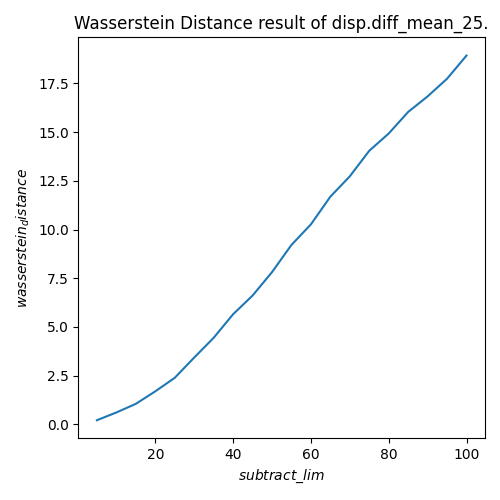 Wasserstein Distance result of disp.diff_mean_25.
17.5
15.0
12.5
10.0
7.5
5.0
2.5
0.0
wasserstein_distance
20 40 60 80 100
subtract_lim